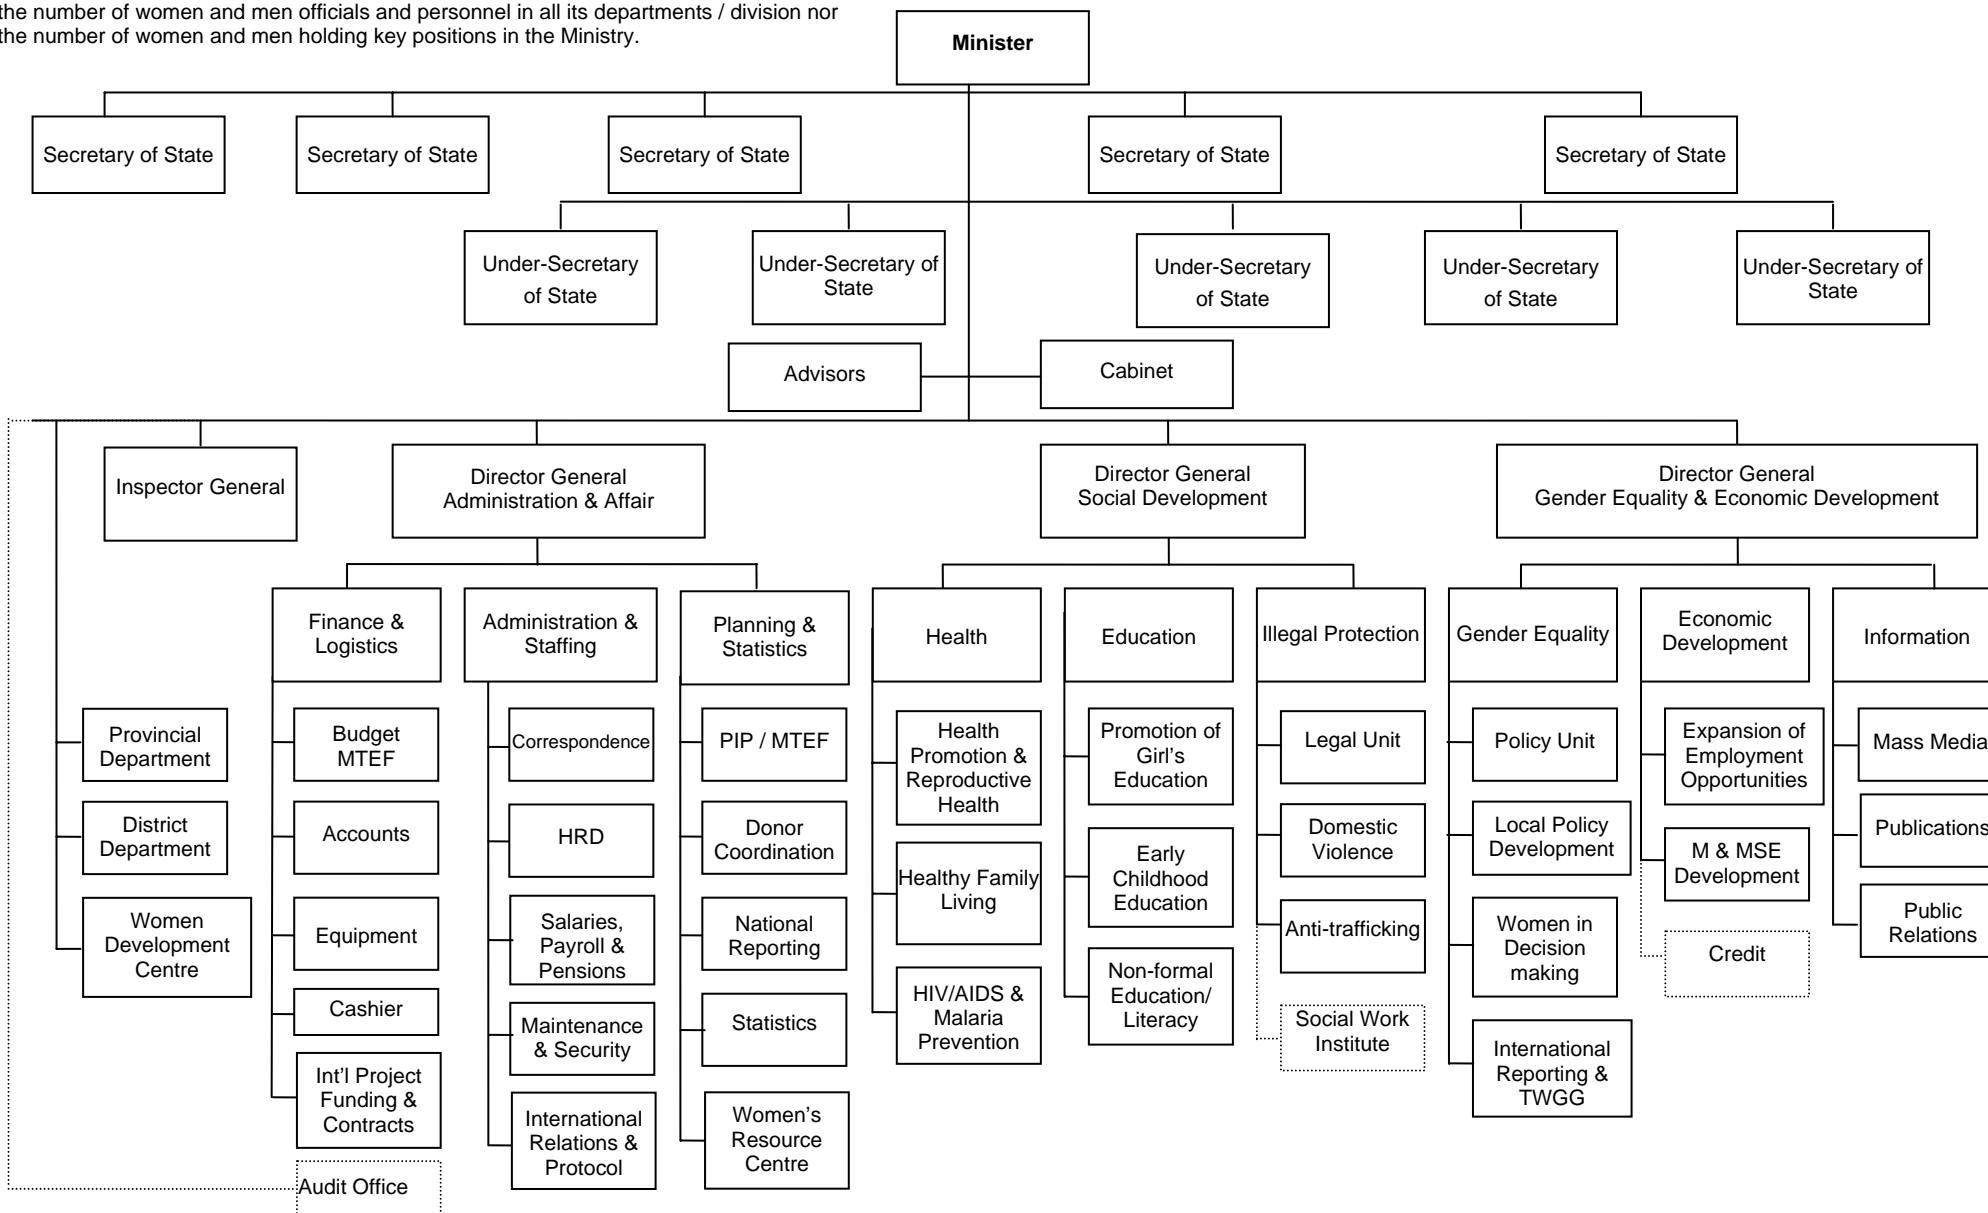 the number of women and men officials and personnel in all its departments / division nor
the number of women and men holding key positions in the Ministry.
Minister
Secretary of State
Secretary of State
Secretary of State
Secretary of State
Secretary of State
Under-Secretary
of State
Under-Secretary of
State
Under-Secretary
of State
Under-Secretary
of State
Under-Secretary of
State
Advisors
Cabinet
Inspector General
Director General
Administration & Affair
Director General
Social Development
Director General
Gender Equality & Economic Development
Finance &
Logistics
Administration &
Staffing
Planning &
Statistics
Health
Education
Illegal Protection
Gender Equality
Economic
Development
Information
Provincial
Department
District
Department
Women
Development
Centre
Budget
MTEF
Accounts
Equipment
Cashier
Int'l Project
Funding &
Contracts
Audit Office
Correspondence
HRD
Salaries,
Payroll &
Pensions
Maintenance
& Security
International
Relations &
Protocol
PIP / MTEF
Donor
Coordination
National
Reporting
Statistics
Women's
Resource
Centre
Health
Promotion &
Reproductive
Health
Healthy Family
Living
HIV/AIDS &
Malaria
Prevention
Promotion of
Girl's
Education
Early
Childhood
Education
Non-formal
Education/
Literacy
Legal Unit
Domestic
Violence
Anti-trafficking
Social Work
Institute
Policy Unit
Local Policy
Development
Women in
Decision
making
International
Reporting &
TWGG
Expansion of
Employment
Opportunities
M & MSE
Development
Credit
Mass Media
Publications
Public
Relations